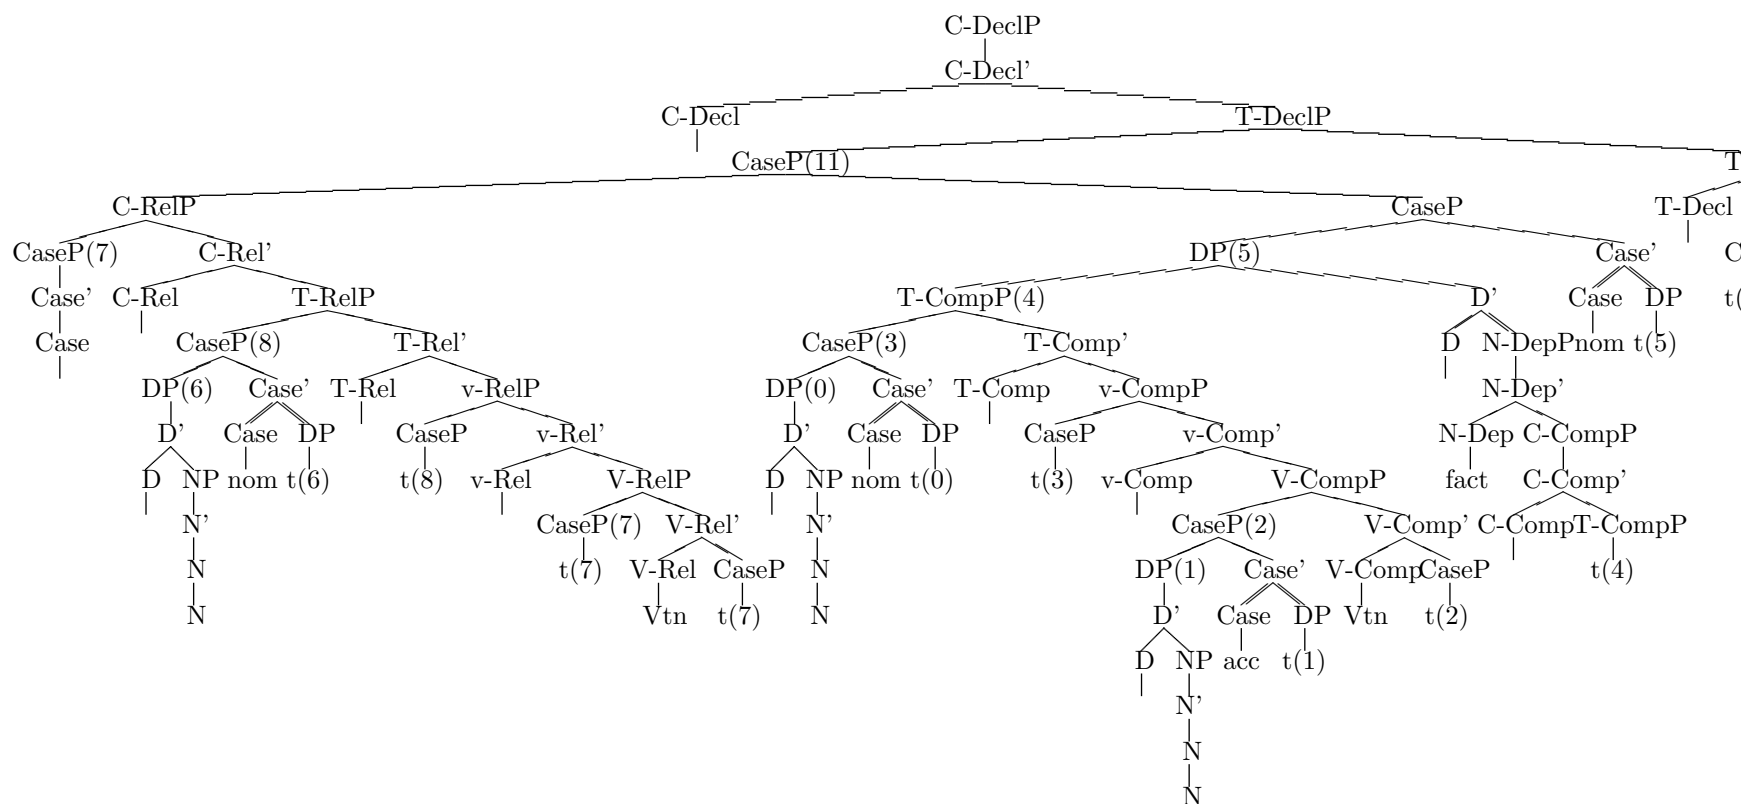 C-DeclP
C-Decl'
C-Decl T-DeclP
CaseP(11) T
C-RelP CaseP T-Decl
CaseP(7) C-Rel' DP(5) Case' C
Case' C-Rel T-RelP T-CompP(4) D' Case DP t(
Case CaseP(8) T-Rel' CaseP(3) T-Comp' D N-DepP nom t(5)
DP(6) Case' T-Rel v-RelP DP(0) Case' T-Comp v-CompP N-Dep'
D' Case DP CaseP v-Rel' D' Case DP CaseP v-Comp' N-Dep C-CompP
D NP nom t(6) t(8) v-Rel V-RelP D NP nom t(0) t(3) v-Comp V-CompP fact C-Comp'
N' CaseP(7) V-Rel' N' CaseP(2) V-Comp' C-Comp T-CompP
N t(7) V-Rel CaseP N DP(1) Case' V-Comp CaseP t(4)
N Vtn t(7) N D' Case DP Vtn t(2)
D NP acc t(1)
N'
N
N